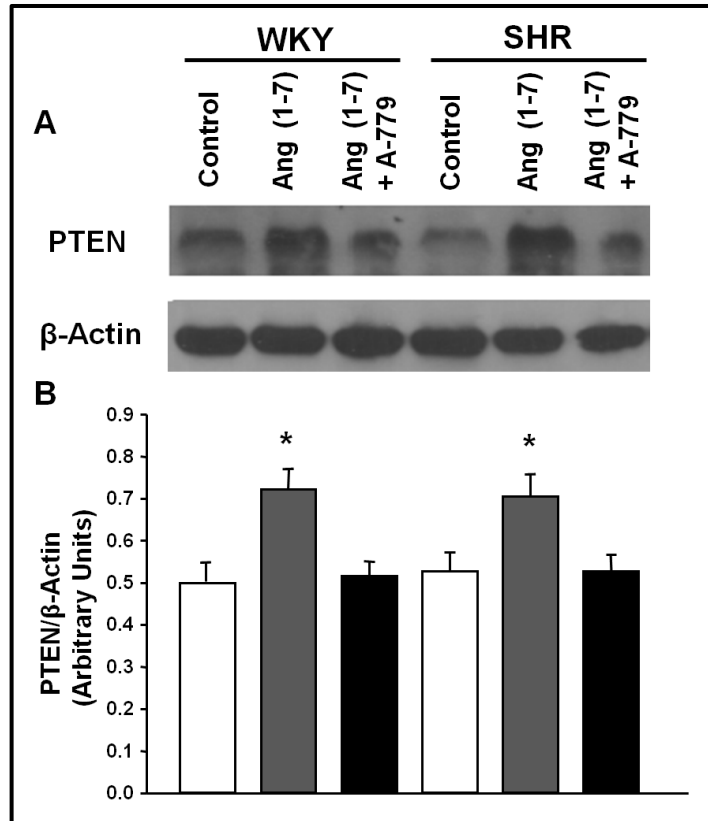 WKY SHR
A
Control
Ang (1-7)
Ang (1-7)
+ A-779
Control
Ang (1-7)
Ang (1-7)
+ A-779
PTEN
β-Actin
B
PTEN/β-Actin
(Arbitrary Units)
0.9
0.8
0.7
0.6
0.5
0.4
0.3
0.2
0.1
0.0
*
*